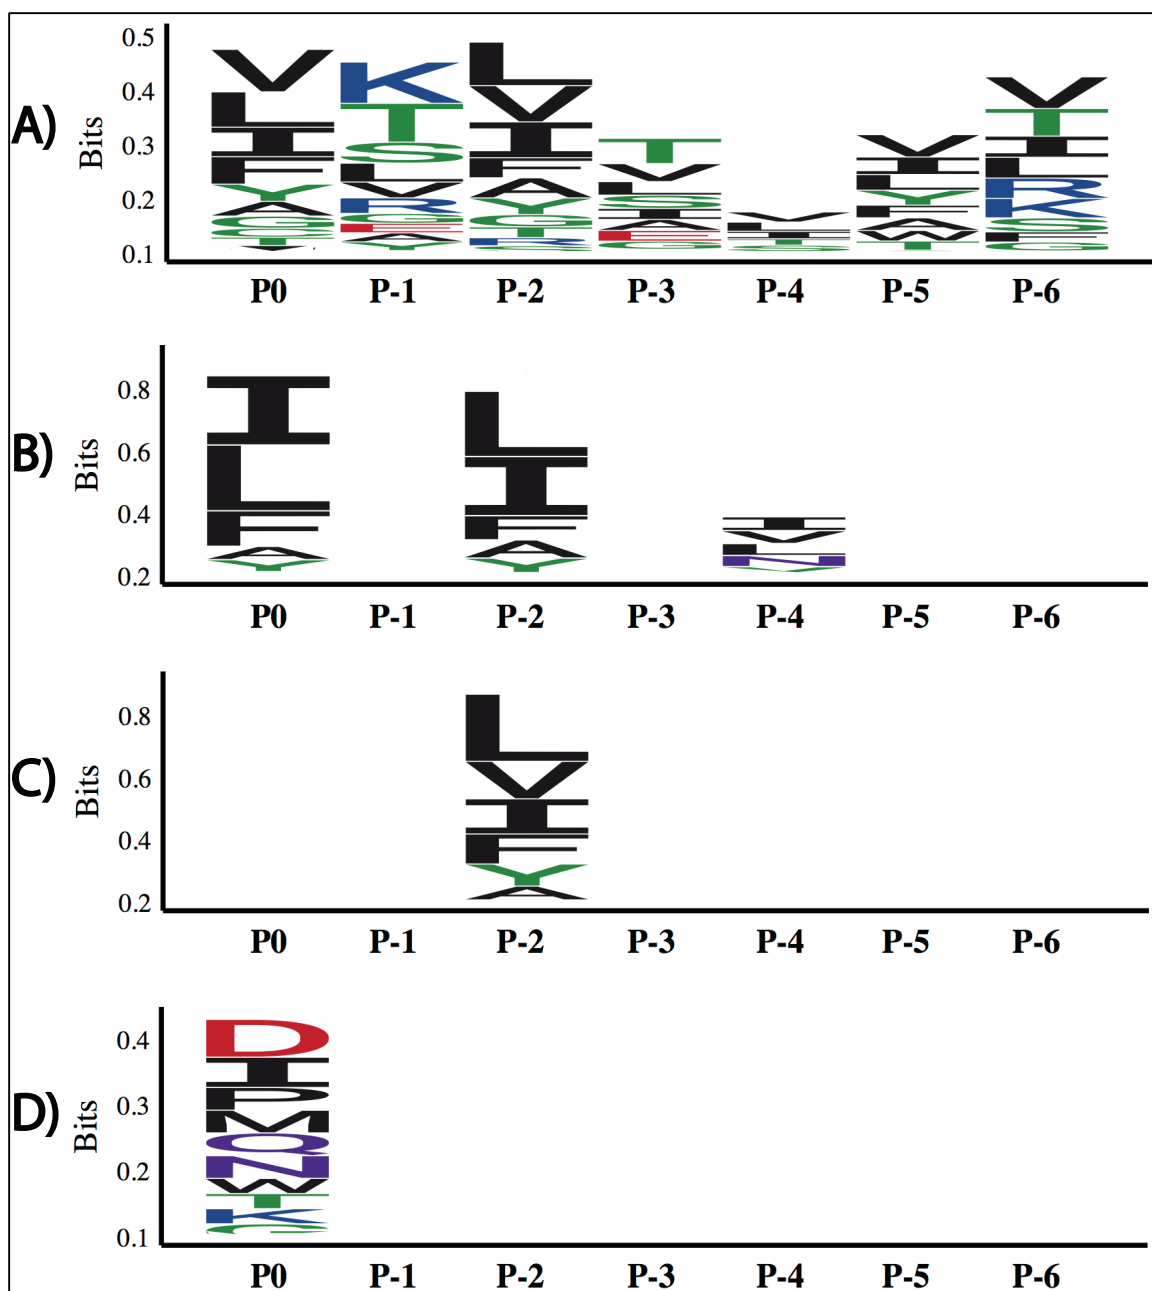 A)
Bits
0.5
0.4
0.3
0.2
0.1
V L I F Y A
K T S L V R G E A Y
L V I F A Y G T R
T V L S I A E G
V L I T
V I L Y F A T
V T I L R K S F G
P0 P-1 P-2 P-3 P-4 P-5 P-6
B)
Bits
0.8
0.6
0.4
0.2
I L F A Y
L I F A Y
I V L N Y
P0 P-1 P-2 P-3 P-4 P-5 P-6
C)
Bits
0.8
0.6
0.4
0.2
L V I F Y A
P0 P-1 P-2 P-3 P-4 P-5 P-6
D)
Bits
0.4
0.3
0.2
0.1
D I P M Q N W T K
P0 P-1 P-2 P-3 P-4 P-5 P-6